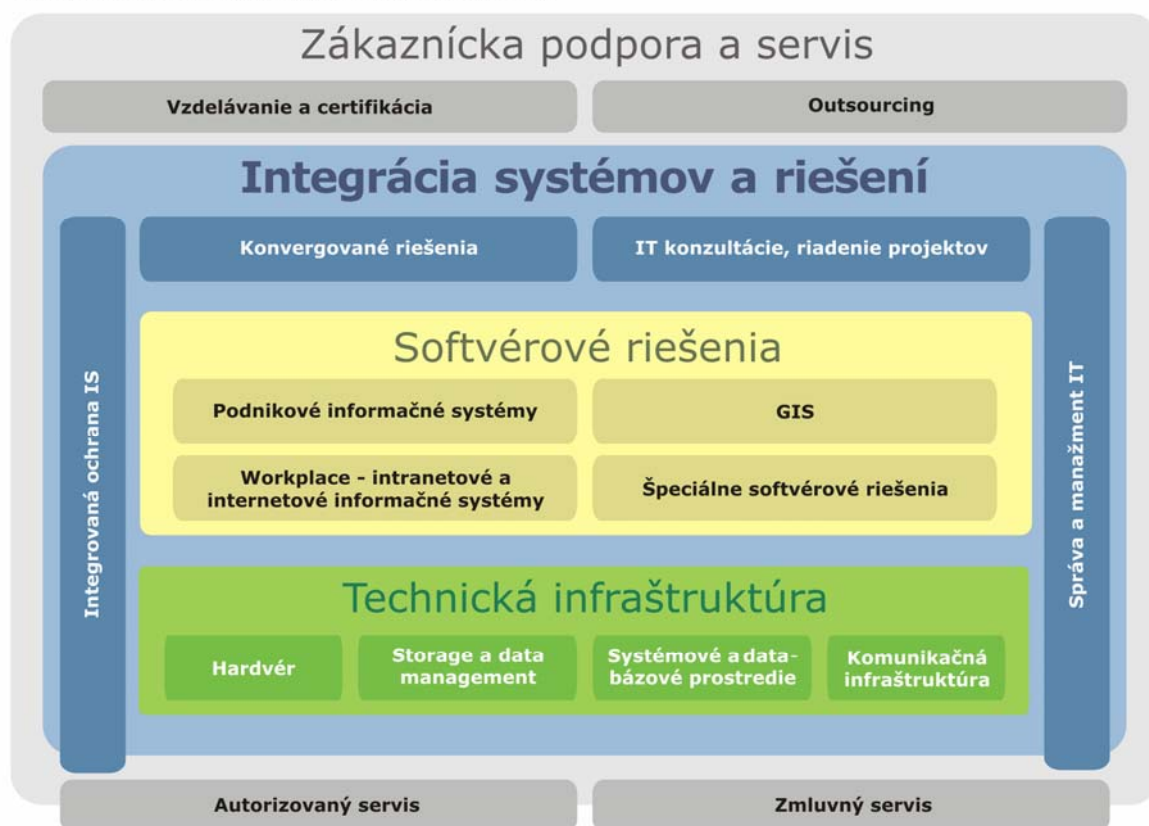 Zákaznícka podpora a servis
Vzdelávanie a certifikácia
Outsourcing
Integrácia systémov a riešení
Konvergované riešenia
IT konzultácie, riadenie projektov
Integrovaná ochrana IS
Správa a manažment IT
Softvérové riešenia
Podnikové informačné systémy
GIS
Workplace - intranetové a
internetové informačné systémy
Špeciálne softvérové riešenia
Technická infraštruktúra
Hardvér
Storage a data
management
Systémové a data-
bázové prostredie
Komunikačná
infraštruktúra
Autorizovaný servis
Zmluvný servis